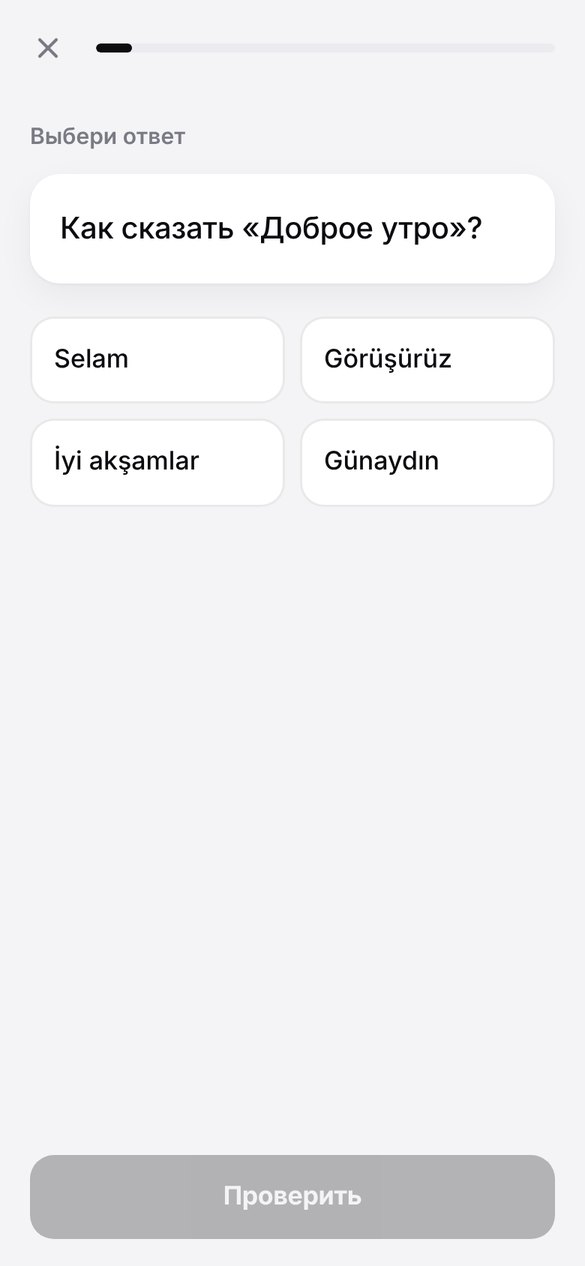 Выбери ответ
Как сказать «Доброе утро»?
Selam
Görüşürüz
İyi akşamlar
Günaydın
Проверить